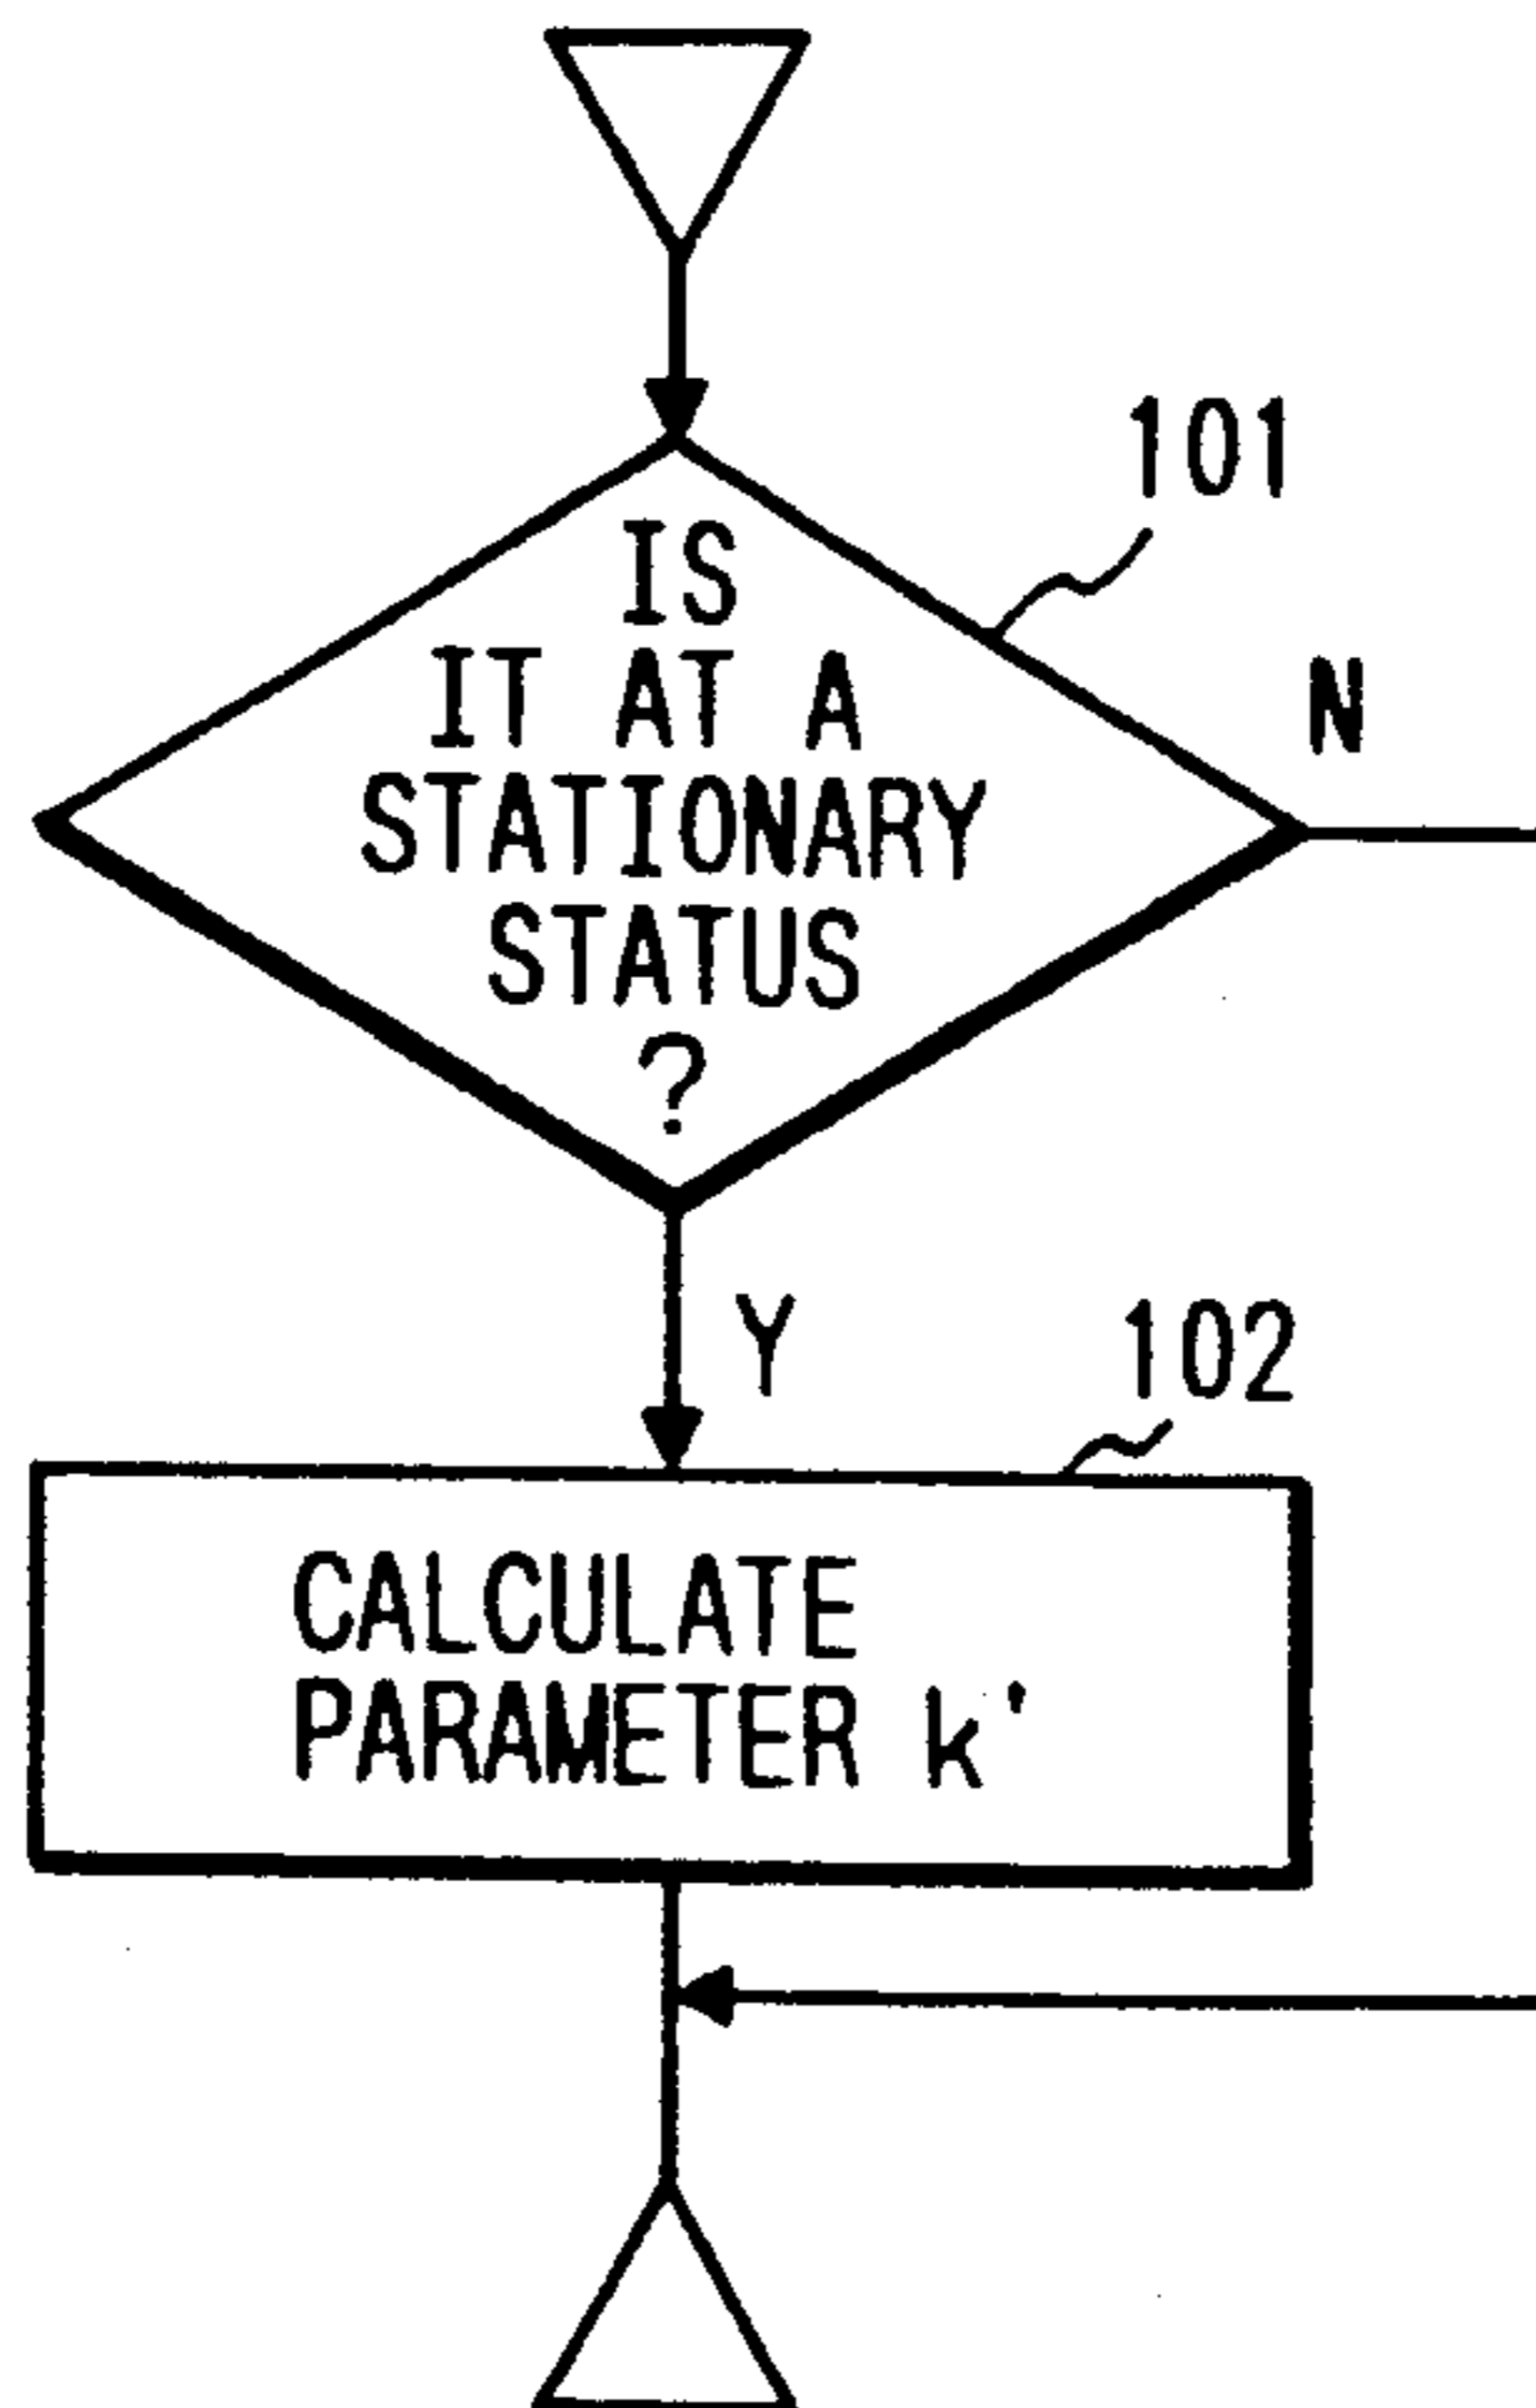 101
IS
IT AT A
STATIONARY
STATUS
?
N
Y
102
CALCULATE
PARAMETER k'